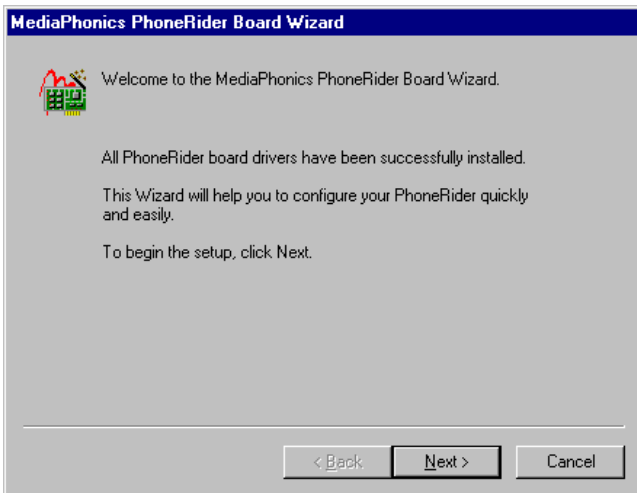 MediaPhonics PhoneRider Board Wizard
Welcome to the MediaPhonics PhoneRider Board Wizard.
All PhoneRider board drivers have been successfully installed.
This Wizard will help you to configure your PhoneRider quickly
and easily.
To begin the setup, click Next.
< Back
Next >
Cancel